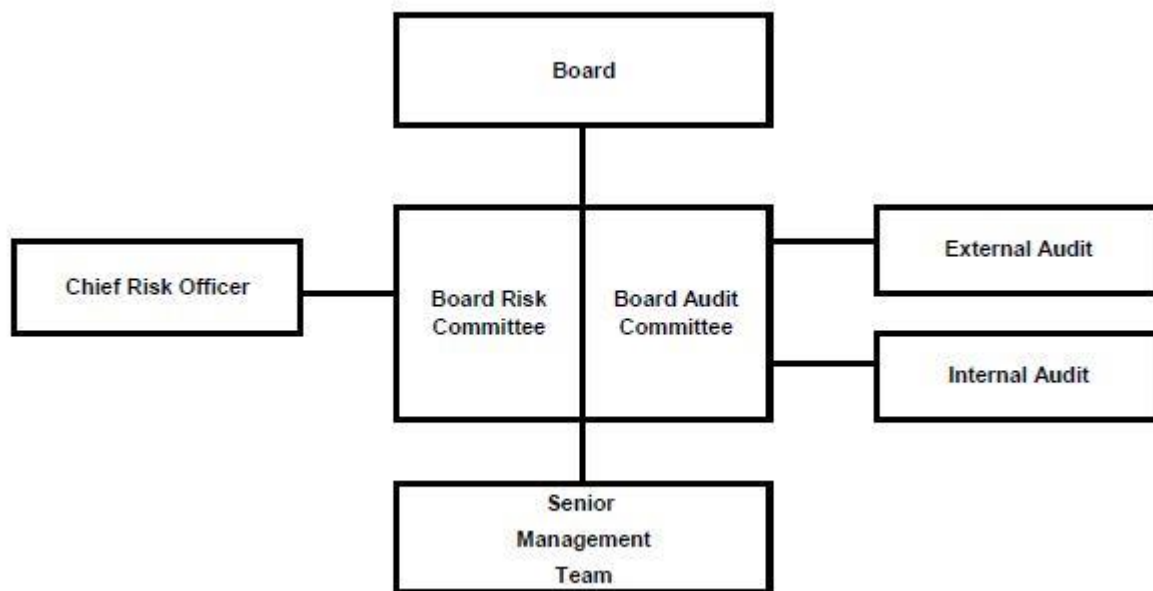 Board
Chief Risk Officer
Board Risk
Committee
Board Audit
Committee
External Audit
Internal Audit
Senior
Management
Team